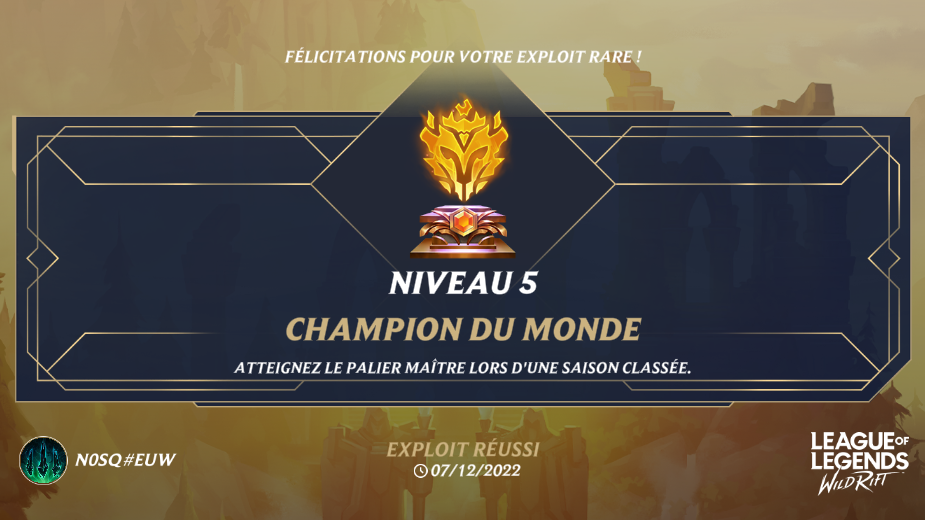 FÉLICITATIONS POUR VOTRE EXPLOIT RARE !
NIVEAU 5
CHAMPION DU MONDE
ATTEIGNEZ LE PALIER MAÎTRE LORS D'UNE SAISON CLASSÉE.
N0SQ#EUW
EXPLOIT RÉUSSI
07/12/2022
LEAGUE OF
LEGENDS
WILD RIFT